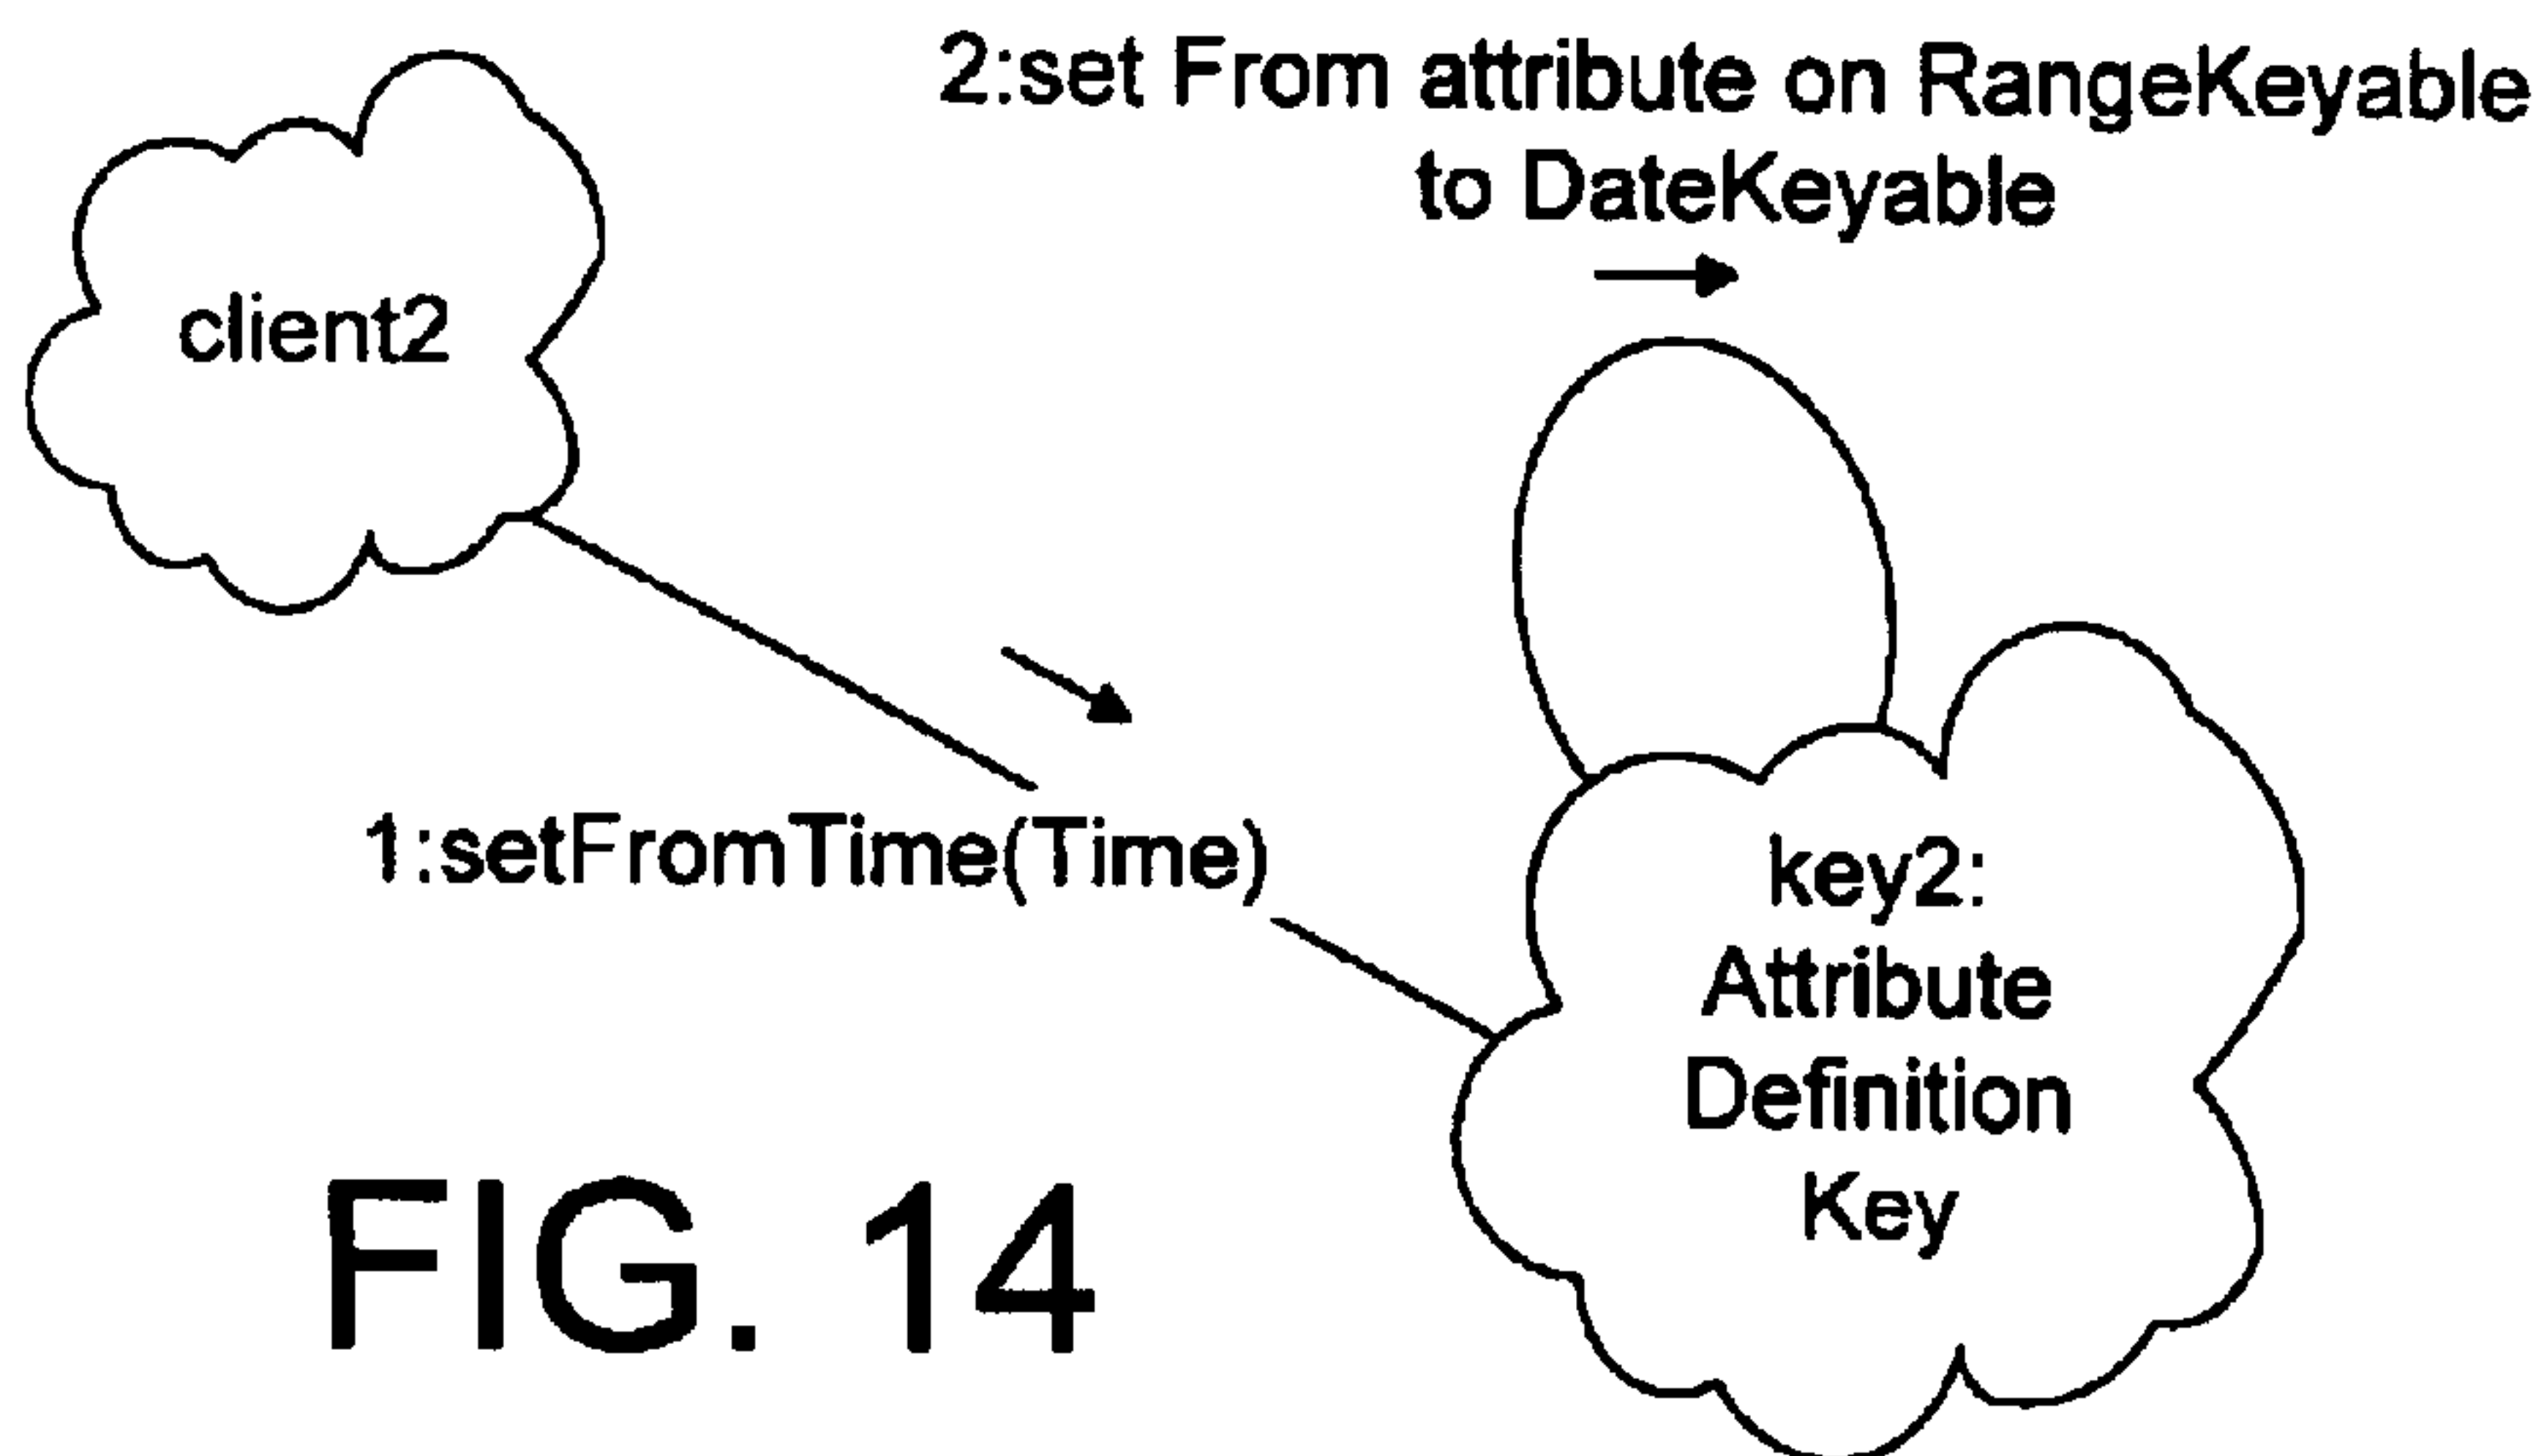 2:set From attribute on RangeKeyable
to DateKeyable
client2
1:setFromTime(Time)
key2:
Attribute
Definition
Key
FIG. 14